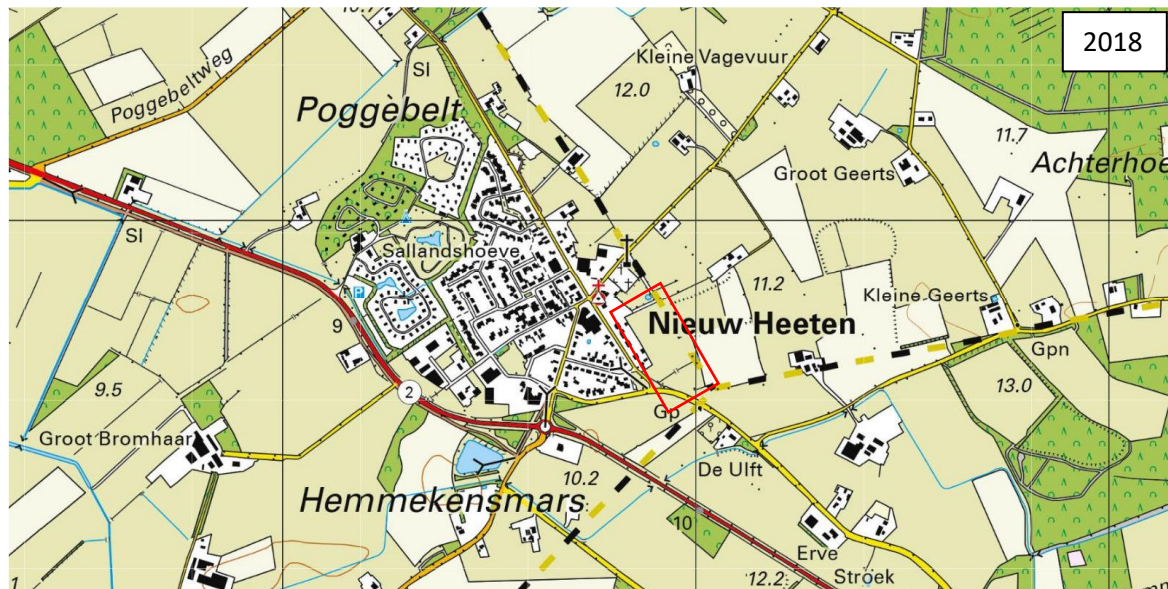 2018
Kleine Vagevuur
Sl
Poggebeltweg
Poggebelt
12.0
11.7
Groot Geerts
Achterhoe
Sl
Sallandshoeve
11.2
Kleine Geerts
P
9
Nieuw Heeten
Gpn
9.5
2
13.0
Gp
Groot Bromhaar
De Ulft
10.2
Hemmekensmars
10
Erve
Stroek
12.2
1